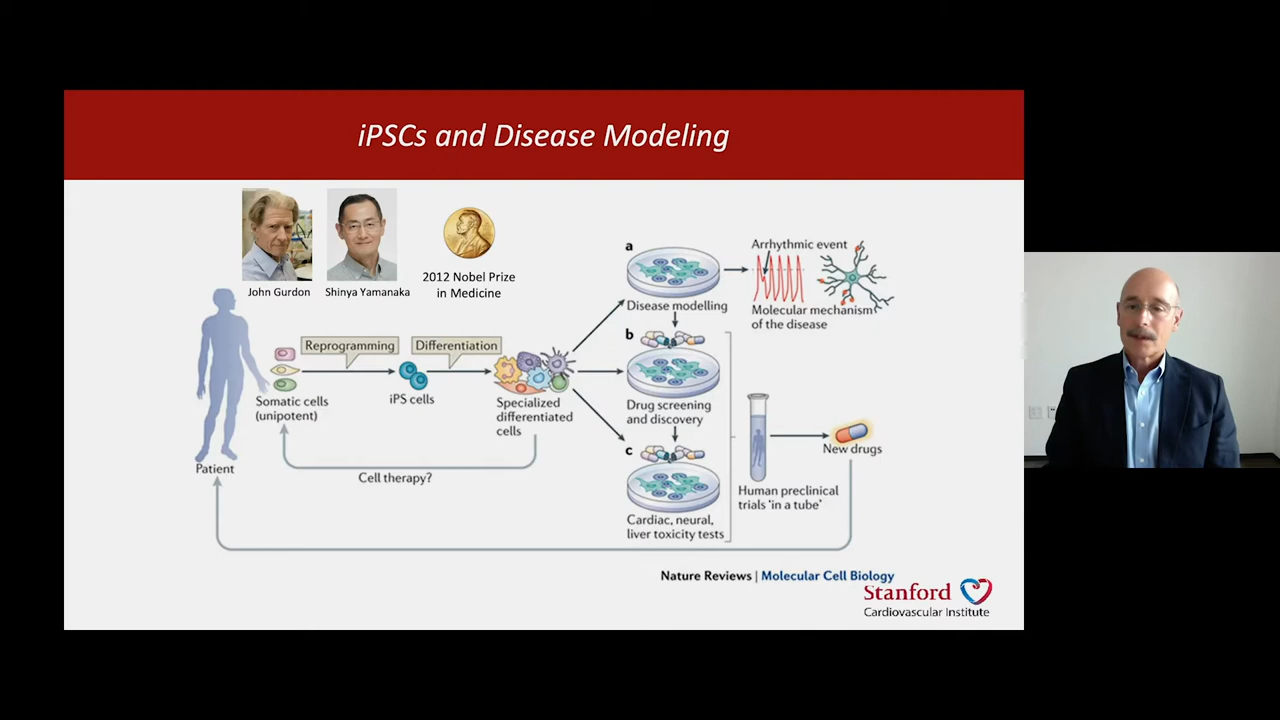 iPSCs and Disease Modeling
John Gurdon
Shinya Yamanaka
2012 Nobel Prize
in Medicine
Patient
Somatic cells
(unipotent)
Reprogramming
iPS cells
Differentiation
Specialized
differentiated
cells
Cell therapy?
a
Disease modelling
Arrhythmic event
Molecular mechanism
of the disease
b
Drug screening
and discovery
c
Cardiac, neural,
liver toxicity tests
Human preclinical
trials 'in a tube'
New drugs
Nature Reviews | Molecular Cell Biology
Stanford
Cardiovascular Institute